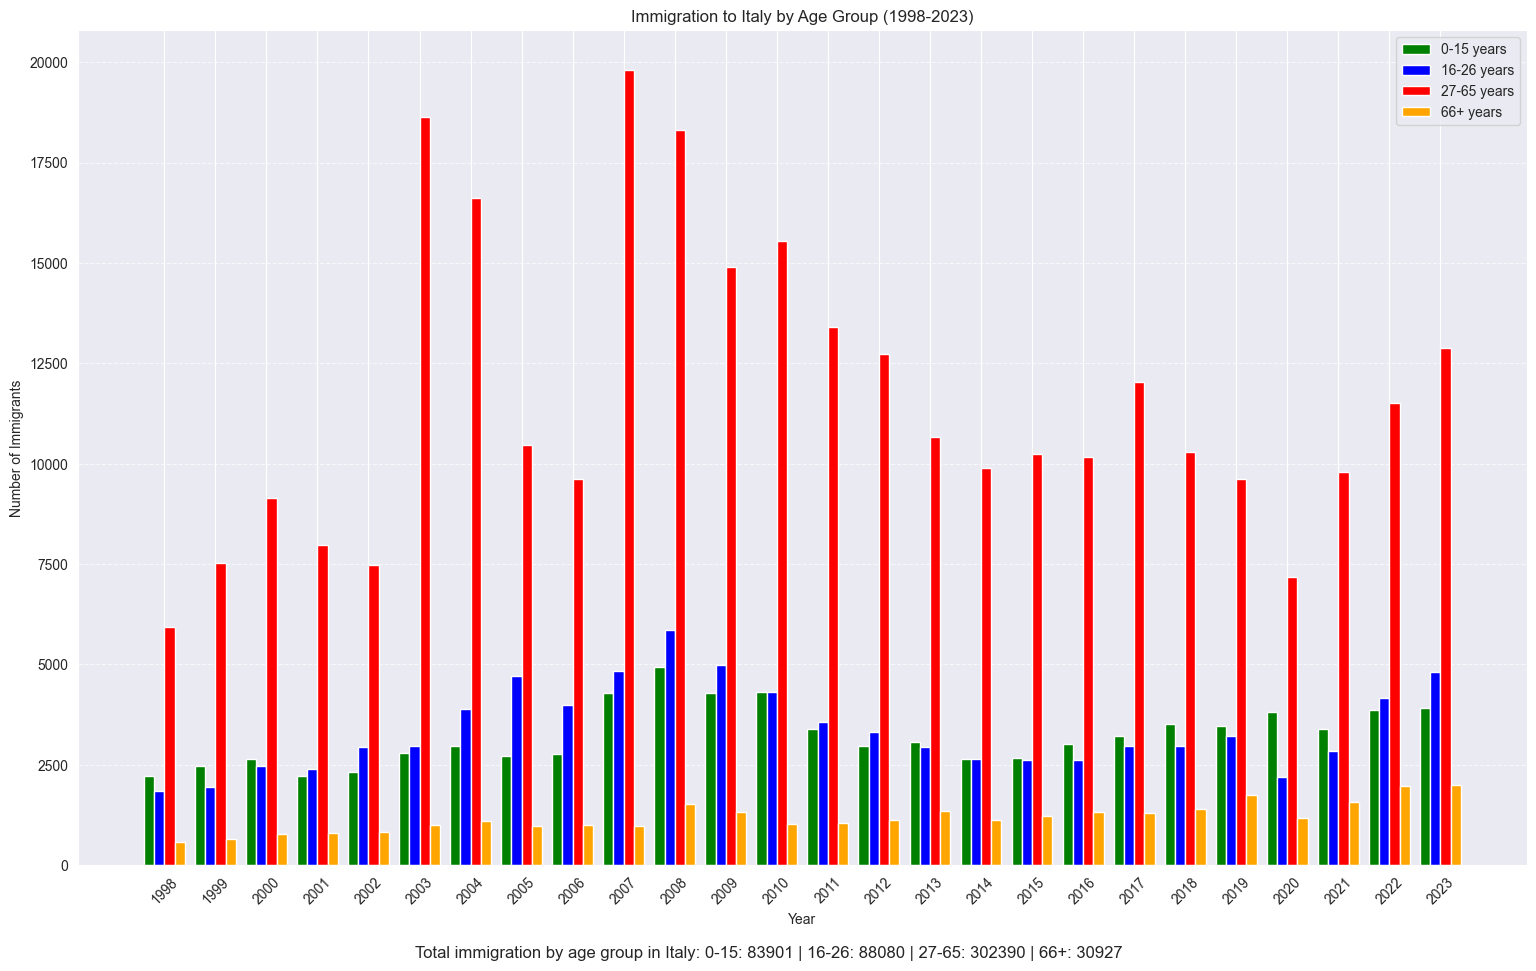 Immigration to Italy by Age Group (1998-2023)
0-15 years
16-26 years
27-65 years
66+ years
Number of Immigrants
20000
17500
15000
12500
10000
7500
5000
2500
0
1998 1999 2000 2001 2002 2003 2004 2005 2006 2007 2008 2009 2010 2011 2012 2013 2014 2015 2016 2017 2018 2019 2020 2021 2022 2023
Year
Total immigration by age group in Italy: 0-15: 83901 | 16-26: 88080 | 27-65: 302390 | 66+: 30927